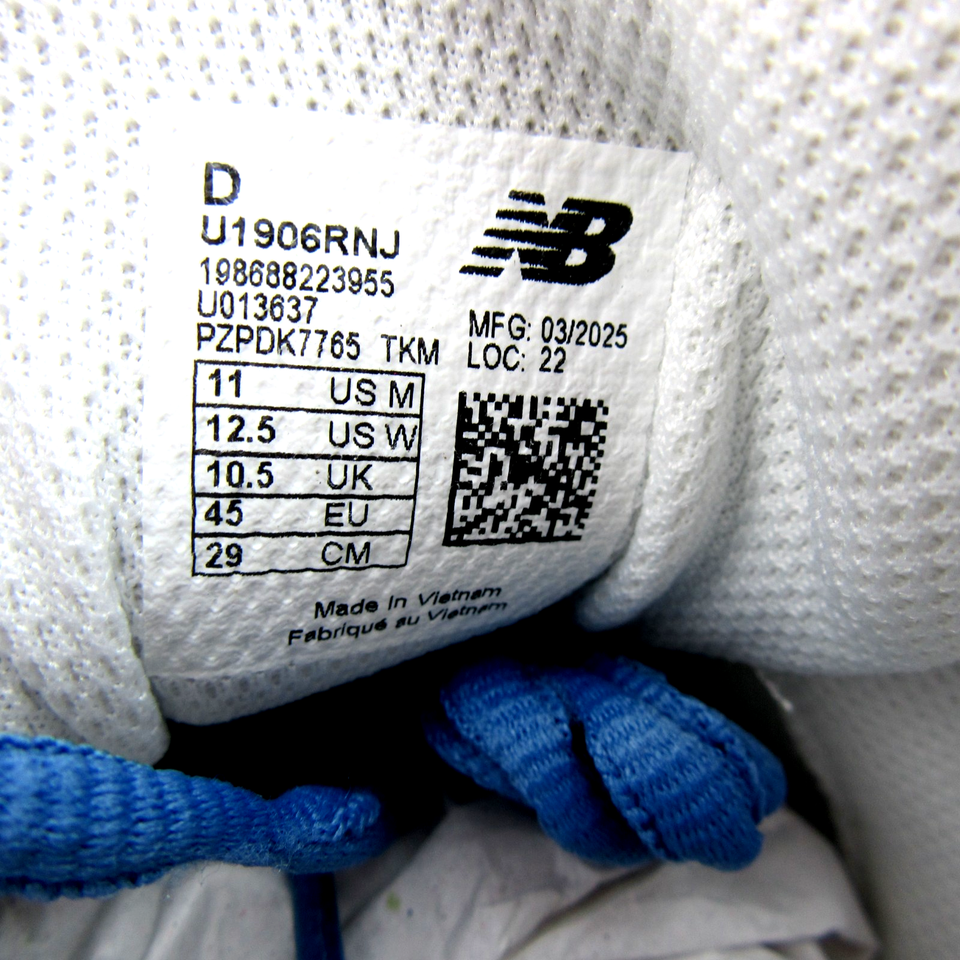 D
U1906RNJ
198688223955
U013637
PZPDK7765 TKM
NB
MFG: 03/2025
LOC: 22
11 US M
12.5 US W
10.5 UK
45 EU
29 CM
Made in Vietnam
Fabriqué au Vietnam